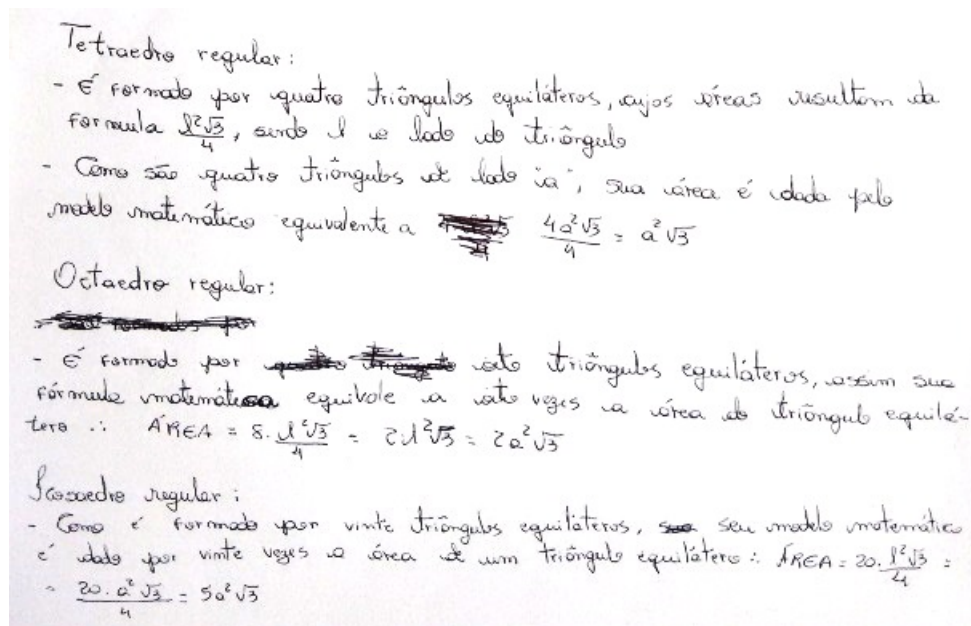 Tetraedro regular:
- É formado por quatro triângulos equiláteros, cujas áreas resultam da
formula l²√3/4, sendo l o lado do triângulo
- Como são quatro triângulos de lado "a", sua área é dada pelo
modelo matemático equivalente a 4a²√3/4 = a²√3
Octaedro regular:
- É formado por oito triângulos equiláteros, assim sua
fórmula matemática equivale a oito vezes a área do triângulo equilá-
tero ∴ ÁREA = 8. l²√3/4 = 2.l²√3 = 2a²√3
Icosaedro regular:
- Como é formado por vinte triângulos equiláteros, seu modelo matemático
é dado por vinte vezes a área de um triângulo equilátero ∴ ÁREA = 20. l²√3/4 =
= 20. a²√3/4 = 5a²√3